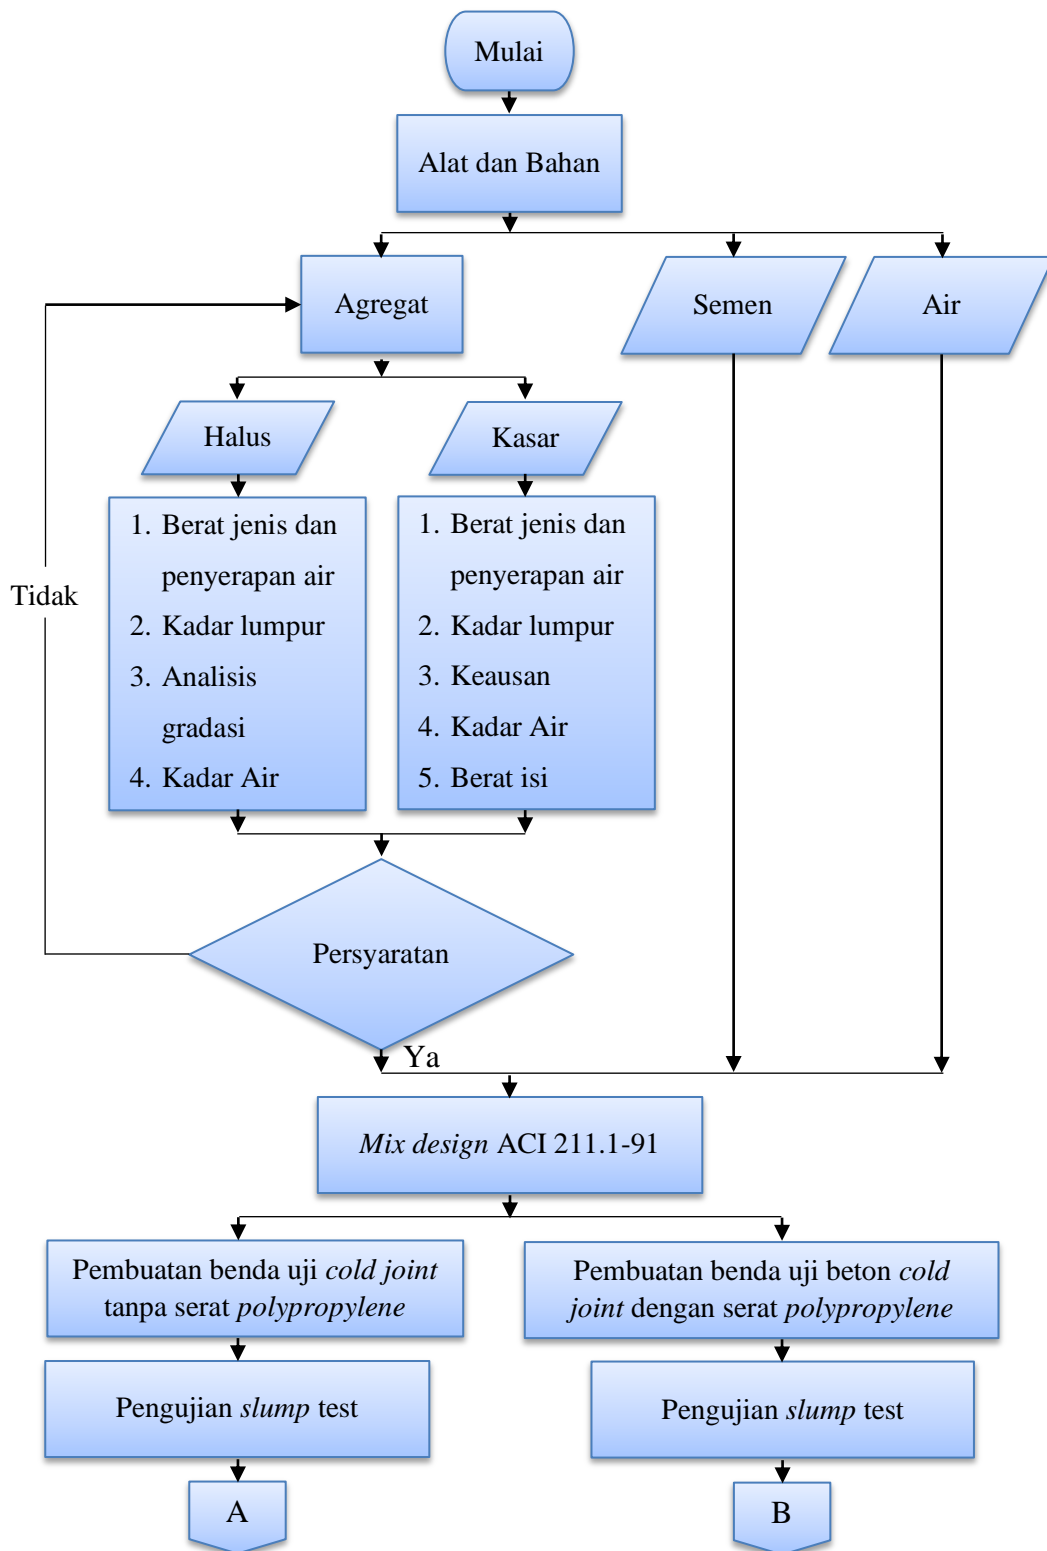 Mulai
Alat dan Bahan
Agregat
Semen
Air
Halus
Kasar
1. Berat jenis dan
penyerapan air
2. Kadar lumpur
3. Analisis
gradasi
4. Kadar Air
1. Berat jenis dan
penyerapan air
2. Kadar lumpur
3. Keausan
4. Kadar Air
5. Berat isi
Tidak
Persyaratan
Ya
Mix design ACI 211.1-91
Pembuatan benda uji cold joint
tanpa serat polypropylene
Pembuatan benda uji beton cold
joint dengan serat polypropylene
Pengujian slump test
Pengujian slump test
A
B